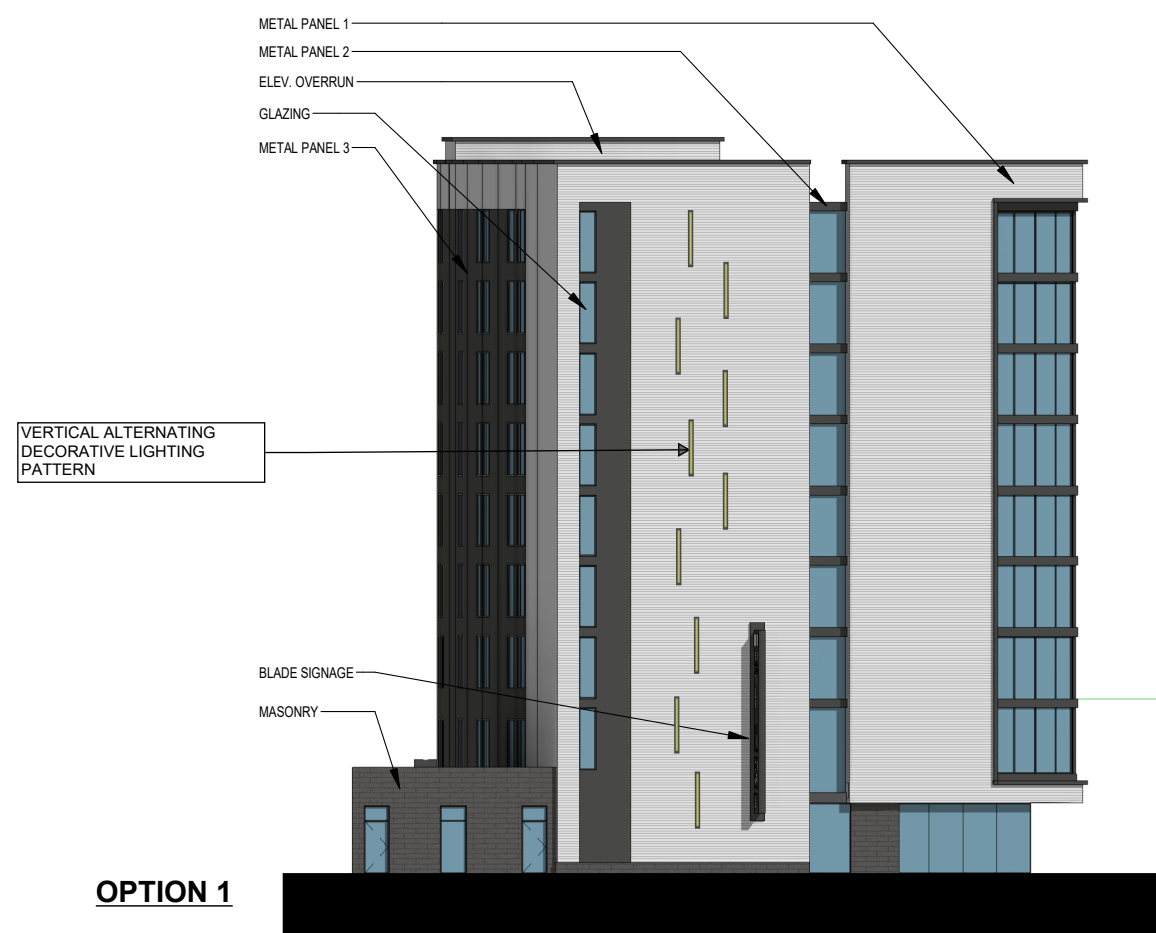 METAL PANEL 1
METAL PANEL 2
ELEV. OVERRUN
GLAZING
METAL PANEL 3
VERTICAL ALTERNATING
DECORATIVE LIGHTING
PATTERN
BLADE SIGNAGE
MASONRY
OPTION 1